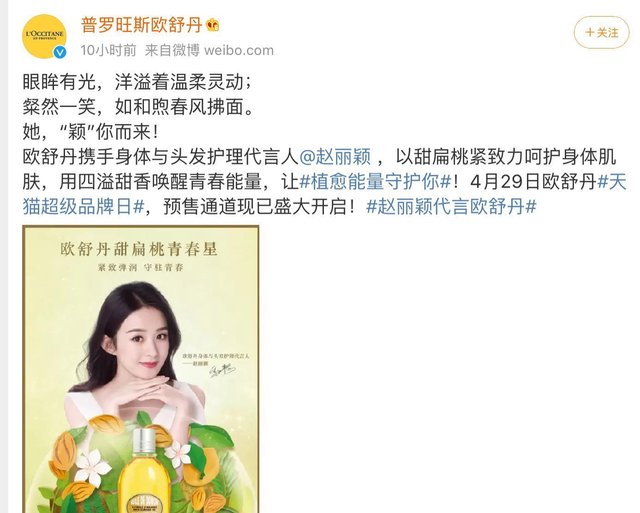 L'OCCITANE
EN PROVENCE
普罗旺斯欧舒丹
10小时前 来自微博 weibo.com
+关注
眼眸有光，洋溢着温柔灵动；
粲然一笑，如和煦春风拂面。
她，“颖”你而来！
欧舒丹携手身体与头发护理代言人@赵丽颖 ，以甜扁桃紧致力呵护身体肌
肤，用四溢甜香唤醒青春能量，让#植愈能量守护你#！4月29日欧舒丹#天
猫超级品牌日#，预售通道现已盛大开启！#赵丽颖代言欧舒丹#
欧舒丹甜扁桃青春星
紧致弹润 守驻青春
欧舒丹身体与头发护理代言人
——赵丽颖